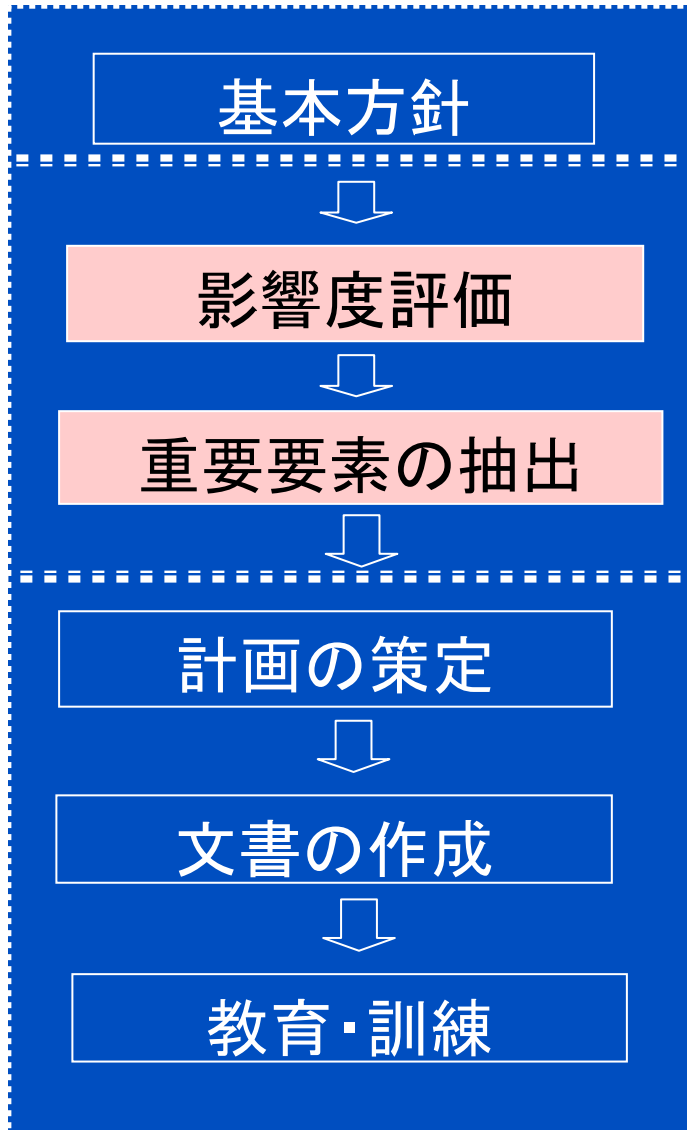 基本方針
影響度評価
重要要素の抽出
計画の策定
文書の作成
教育・訓練